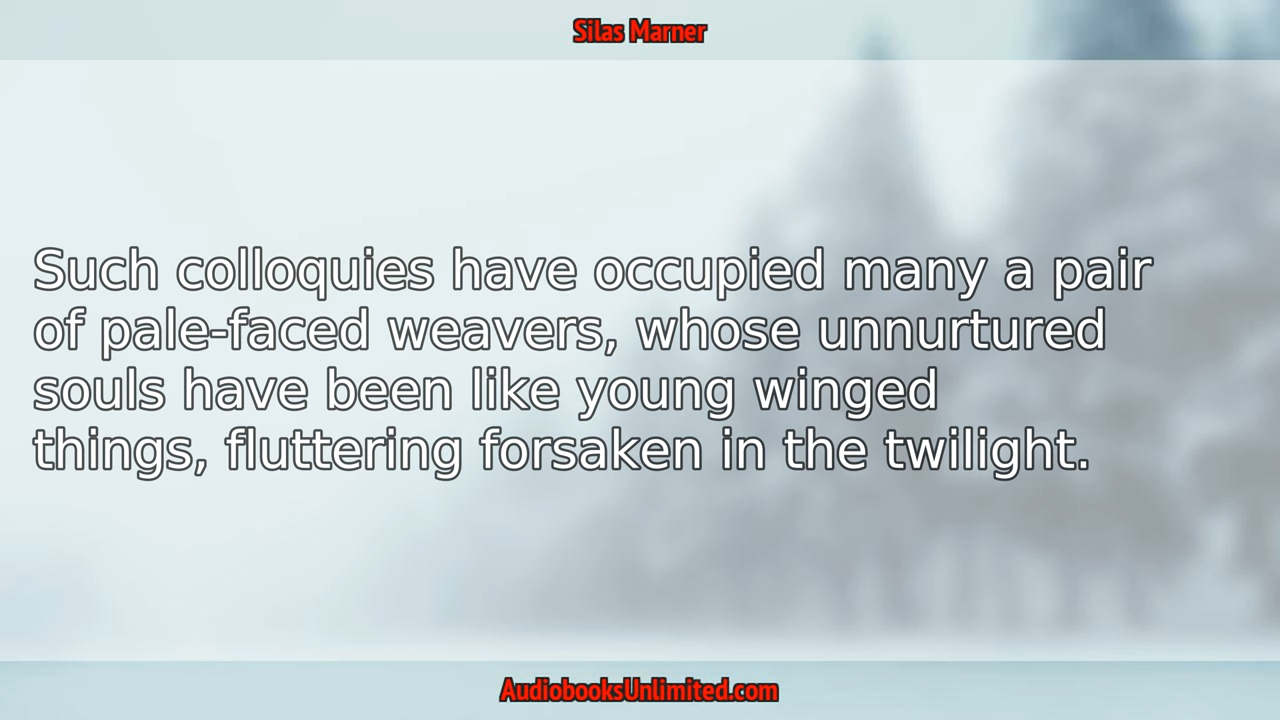 Silas Marner
Such colloquies have occupied many a pair
of pale-faced weavers, whose unnurtured
souls have been like young winged
things, fluttering forsaken in the twilight.
AudiobooksUnlimited.com